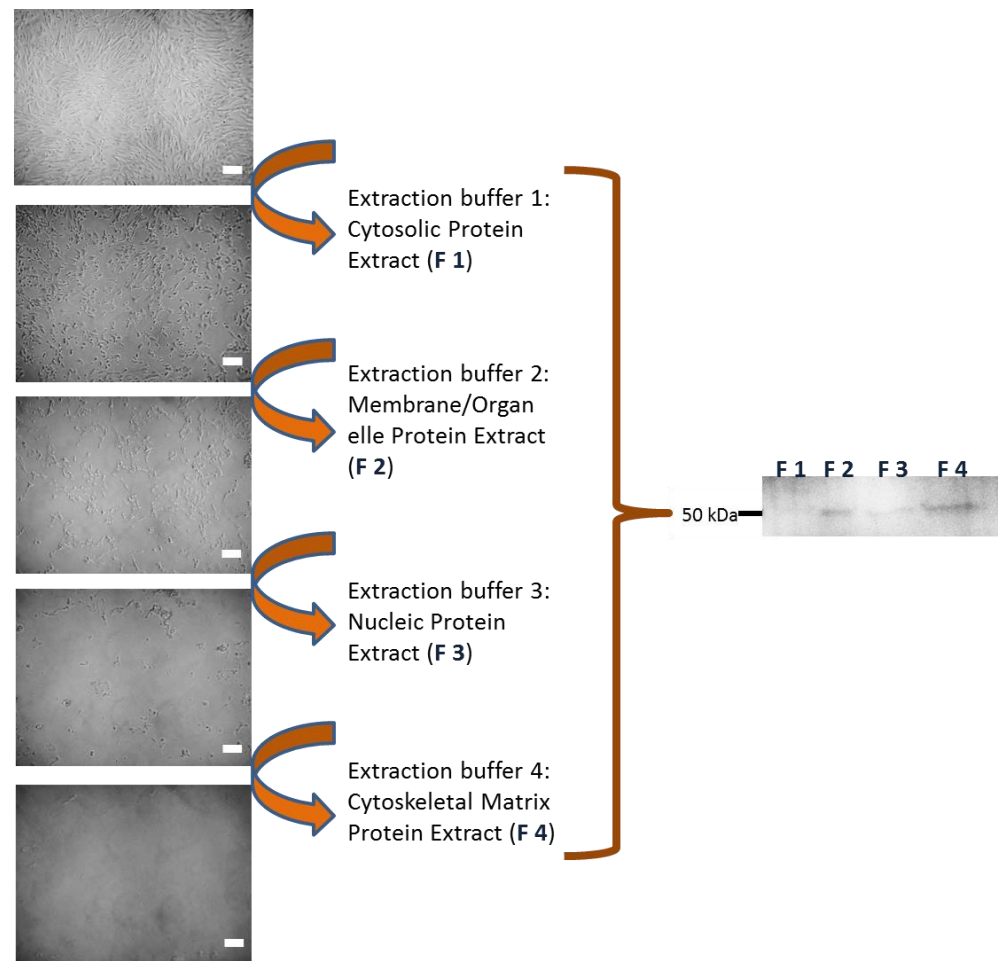 Extraction buffer 1:
Cytosolic Protein
Extract (F 1)
Extraction buffer 2:
Membrane/Organ
elle Protein Extract
(F 2)
Extraction buffer 3:
Nucleic Protein
Extract (F 3)
Extraction buffer 4:
Cytoskeletal Matrix
Protein Extract (F 4)
F 1 F 2 F 3 F 4
50 kDa